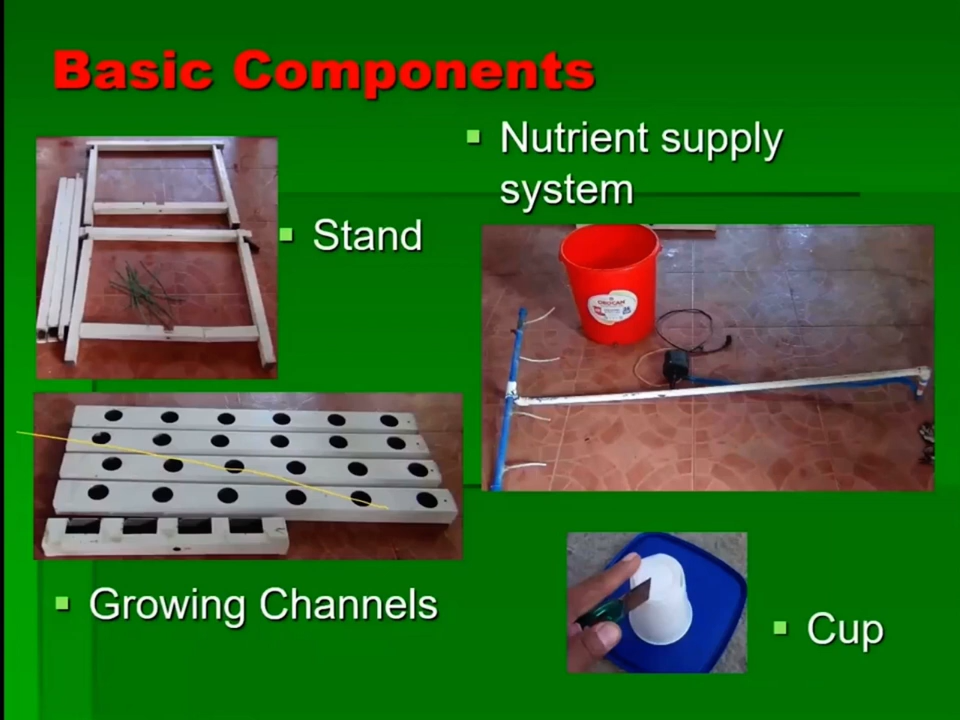 Basic Components
Nutrient supply
system
Stand
Growing Channels
Cup